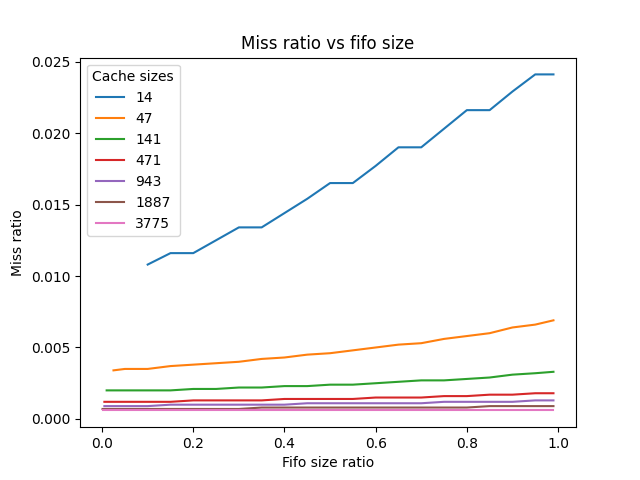 Miss ratio vs fifo size
Cache sizes
14
47
141
471
943
1887
3775
Miss ratio
0.025
0.020
0.015
0.010
0.005
0.000
0.0 0.2 0.4 0.6 0.8 1.0
Fifo size ratio